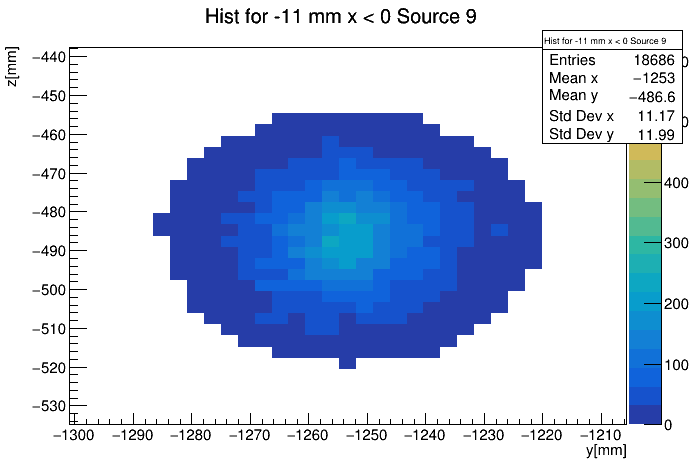 Hist for -11 mm x < 0 Source 9
z[mm]
Hist for -11 mm x < 0 Source 9
Entries 18686
Mean x −1253
Mean y −486.6
Std Dev x 11.17
Std Dev y 11.99
−440
−450
−460
−470
−480
−490
−500
−510
−520
−530
400
300
200
100
0
−1300 −1290 −1280 −1270 −1260 −1250 −1240 −1230 −1220 −1210
y[mm]